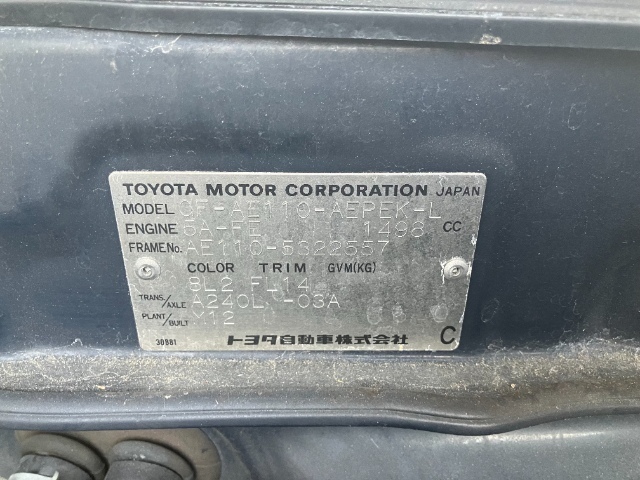 TOYOTA MOTOR CORPORATION JAPAN
MODEL GF-AE110-AEPEK-L
ENGINE 5A-FE 1498 CC
FRAME No. AE110-5322557
COLOR TRIM GVM(KG)
8L2 FL14
TRANS./AXLE A240L -03A
PLANT/BUILT M12
30881 トヨタ自動車株式会社 C